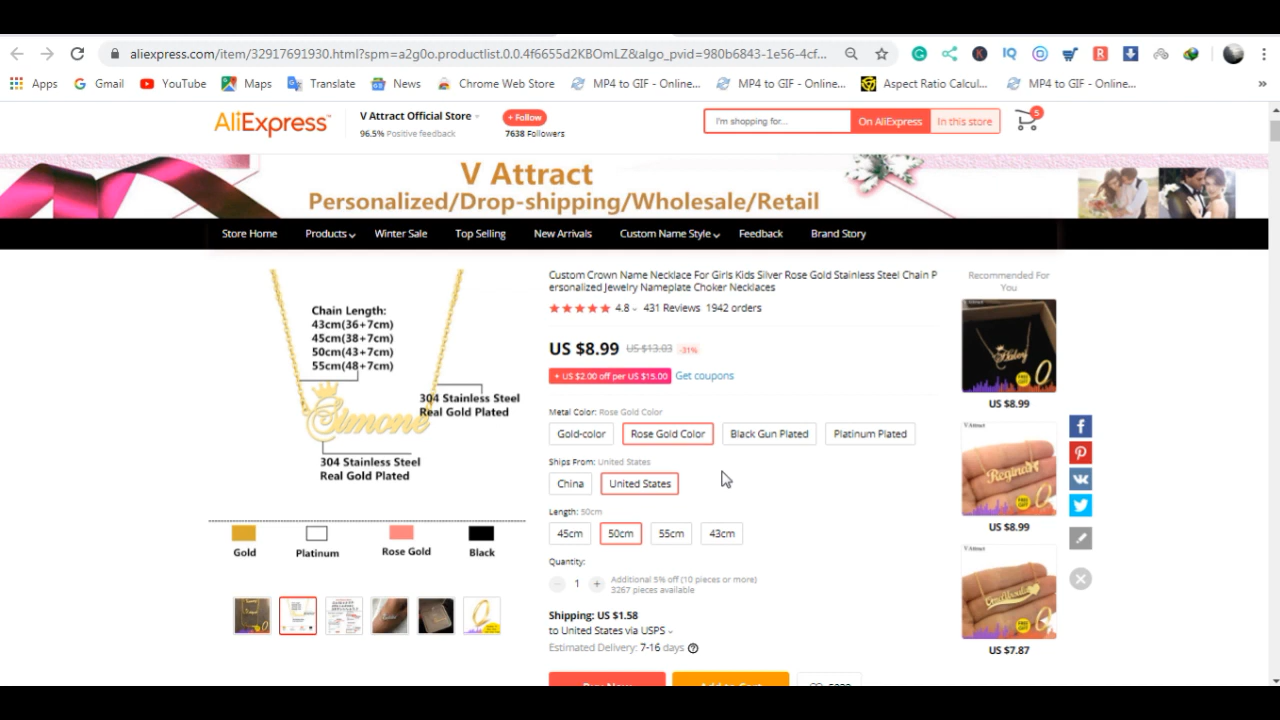 aliexpress.com/item/32917691930.html?spm=a2g0o.productlist.0.0.4f6655d2KBOmLZ&algo_pvid=980b6843-1e56-4cf...
Apps Gmail YouTube Maps Translate News Chrome Web Store MP4 to GIF - Online... MP4 to GIF - Online... Aspect Ratio Calcul... MP4 to GIF - Online... »
AliExpress
V Attract Official Store
96.5% Positive feedback
+ Follow
7638 Followers
I'm shopping for...
On AliExpress
In this store
5
V Attract
Personalized/Drop-shipping/Wholesale/Retail
Store Home Products Winter Sale Top Selling New Arrivals Custom Name Style Feedback Brand Story
Chain Length:
43cm(36+7cm)
45cm(38+7cm)
50cm(43+7cm)
55cm(48+7cm)
304 Stainless Steel
Real Gold Plated
Simone
304 Stainless Steel
Real Gold Plated
Gold Platinum Rose Gold Black
Custom Crown Name Necklace For Girls Kids Silver Rose Gold Stainless Steel Chain P
ersonalized Jewelry Nameplate Choker Necklaces
4.8 431 Reviews 1942 orders
US $8.99 US $13.03 -31%
+ US $2.00 off per US $15.00 Get coupons
Metal Color: Rose Gold Color
Gold-color Rose Gold Color Black Gun Plated Platinum Plated
Ships From: United States
China United States
Length: 50cm
45cm 50cm 55cm 43cm
Quantity:
1
Additional 5% off (10 pieces or more)
3267 pieces available
Shipping: US $1.58
to United States via USPS
Estimated Delivery: 7-16 days
Buy Now Add to Cart
Recommended For
You
US $8.99
V Attract
Regina
US $8.99
V Attract
US $7.87